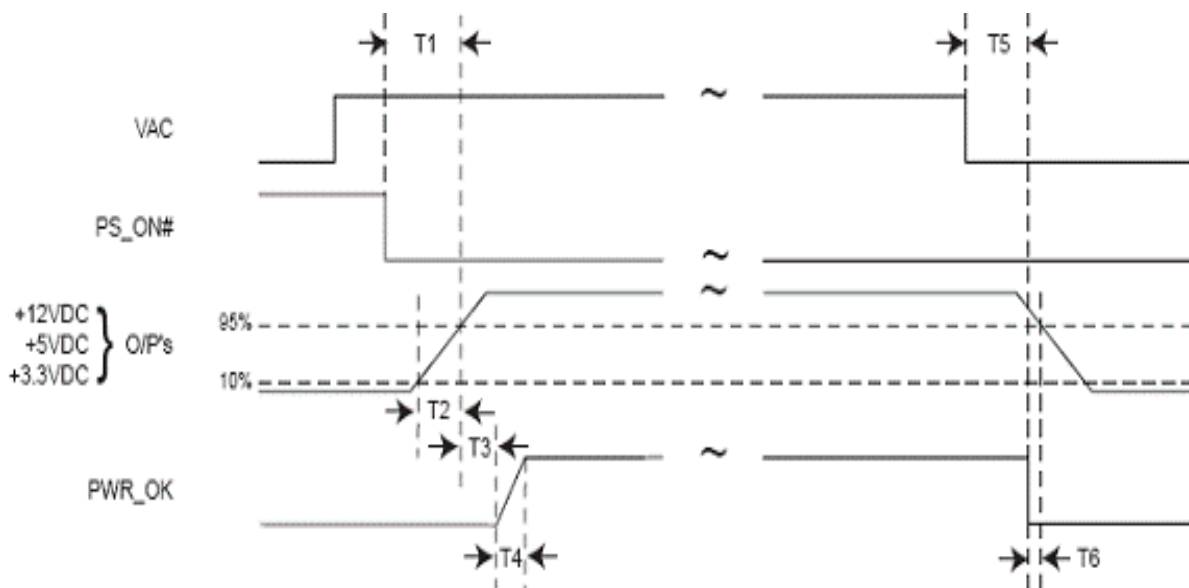 T1
T5
VAC
PS_ON#
+12VDC
+5VDC
+3.3VDC
O/P's
95%
10%
T2
T3
PWR_OK
T4
T6
~
~
~
~